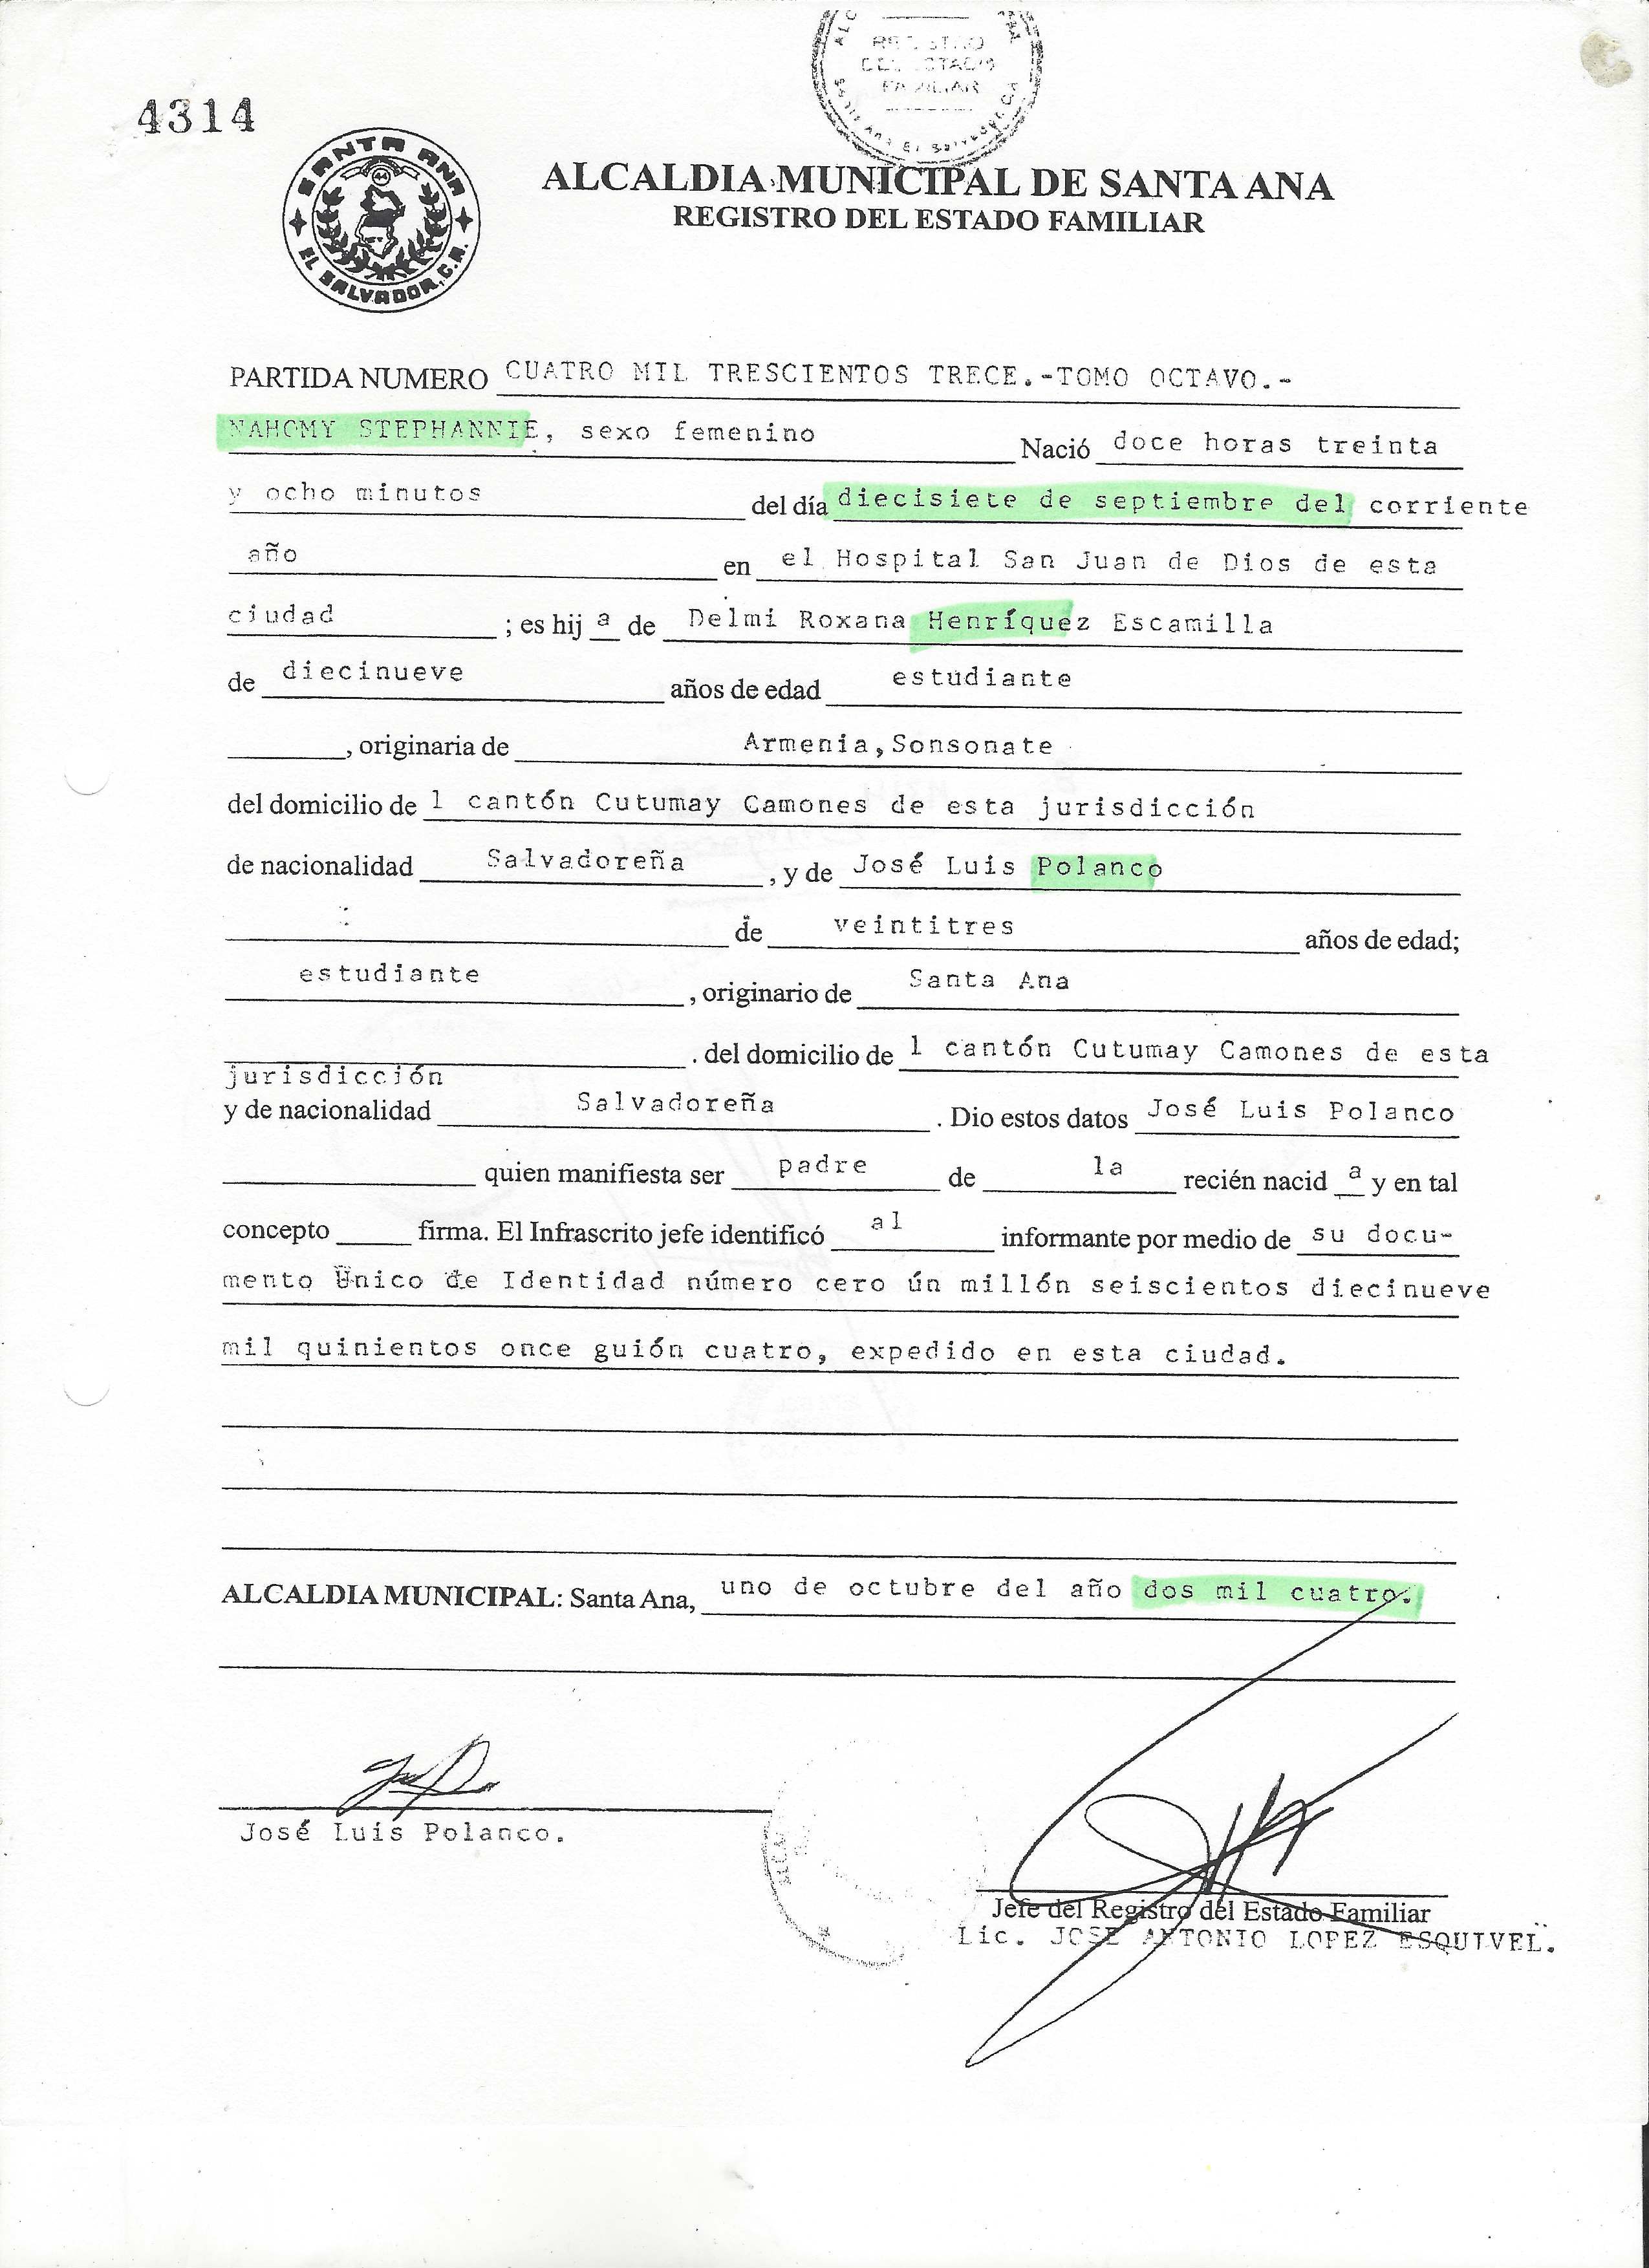 REGISTRO
DEL ESTADO
FAMILIAR
Santa Ana El Salvador, C.A.
4314
SANTA ANA
44
EL SALVADOR, C.A.
ALCALDIA MUNICIPAL DE SANTA ANA
REGISTRO DEL ESTADO FAMILIAR
PARTIDA NUMERO CUATRO MIL TRESCIENTOS TRECE.-TOMO OCTAVO.-
NAHOMY STEPHANNIE, sexo femenino Nació doce horas treinta
y ocho minutos del día diecisiete de septiembre del corriente
año en el Hospital San Juan de Dios de esta
ciudad ; es hij a de Delmi Roxana Henríquez Escamilla
de diecinueve años de edad estudiante
, originaria de Armenia,Sonsonate
del domicilio de l cantón Cutumay Camones de esta jurisdicción
de nacionalidad Salvadoreña , y de José Luis Polanco
de veintitres años de edad;
estudiante , originario de Santa Ana
. del domicilio de l cantón Cutumay Camones de esta
jurisdicción
y de nacionalidad Salvadoreña . Dio estos datos José Luis Polanco
quien manifiesta ser padre de la recién nacid a y en tal
concepto firma. El Infrascrito jefe identificó al informante por medio de su docu-
mento Único de Identidad número cero ún millón seiscientos diecinueve
mil quinientos once guión cuatro, expedido en esta ciudad.
ALCALDIA MUNICIPAL: Santa Ana, uno de octubre del año dos mil cuatro.
José Luis Polanco.
Jefe del Registro del Estado Familiar
Lic. JOSE ANTONIO LOPEZ ESQUIVEL.